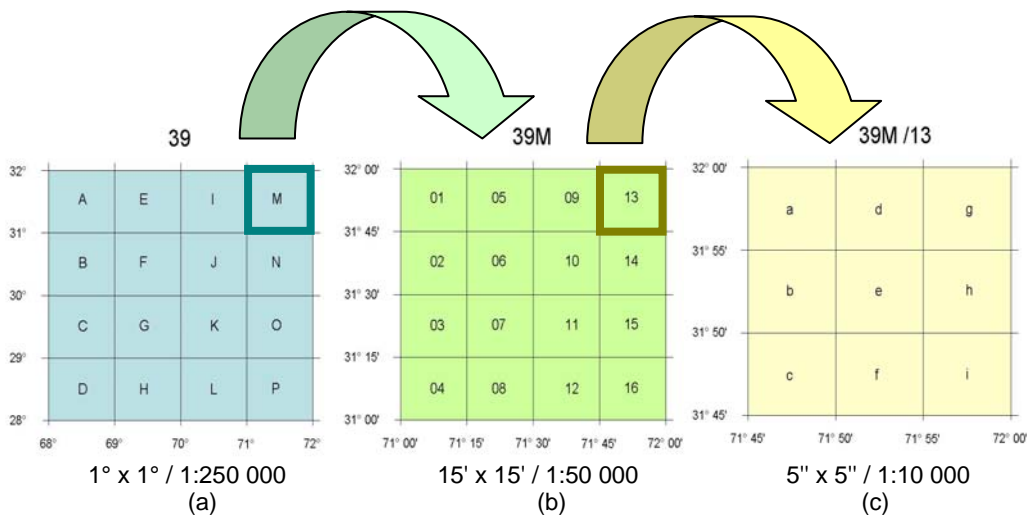 39
32°
A E I M
31°
B F J N
30°
C G K O
29°
D H L P
28°
68° 69° 70° 71° 72°
1° x 1° / 1:250 000
(a)
39M
32° 00'
01 05 09 13
31° 45'
02 06 10 14
31° 30'
03 07 11 15
31° 15'
04 08 12 16
31° 00'
71° 00' 71° 15' 71° 30' 71° 45' 72° 00'
15' x 15' / 1:50 000
(b)
39M /13
32° 00'
a d g
31° 55'
b e h
31° 50'
c f i
31° 45'
71° 45' 71° 50' 71° 55' 72° 00'
5" x 5" / 1:10 000
(c)